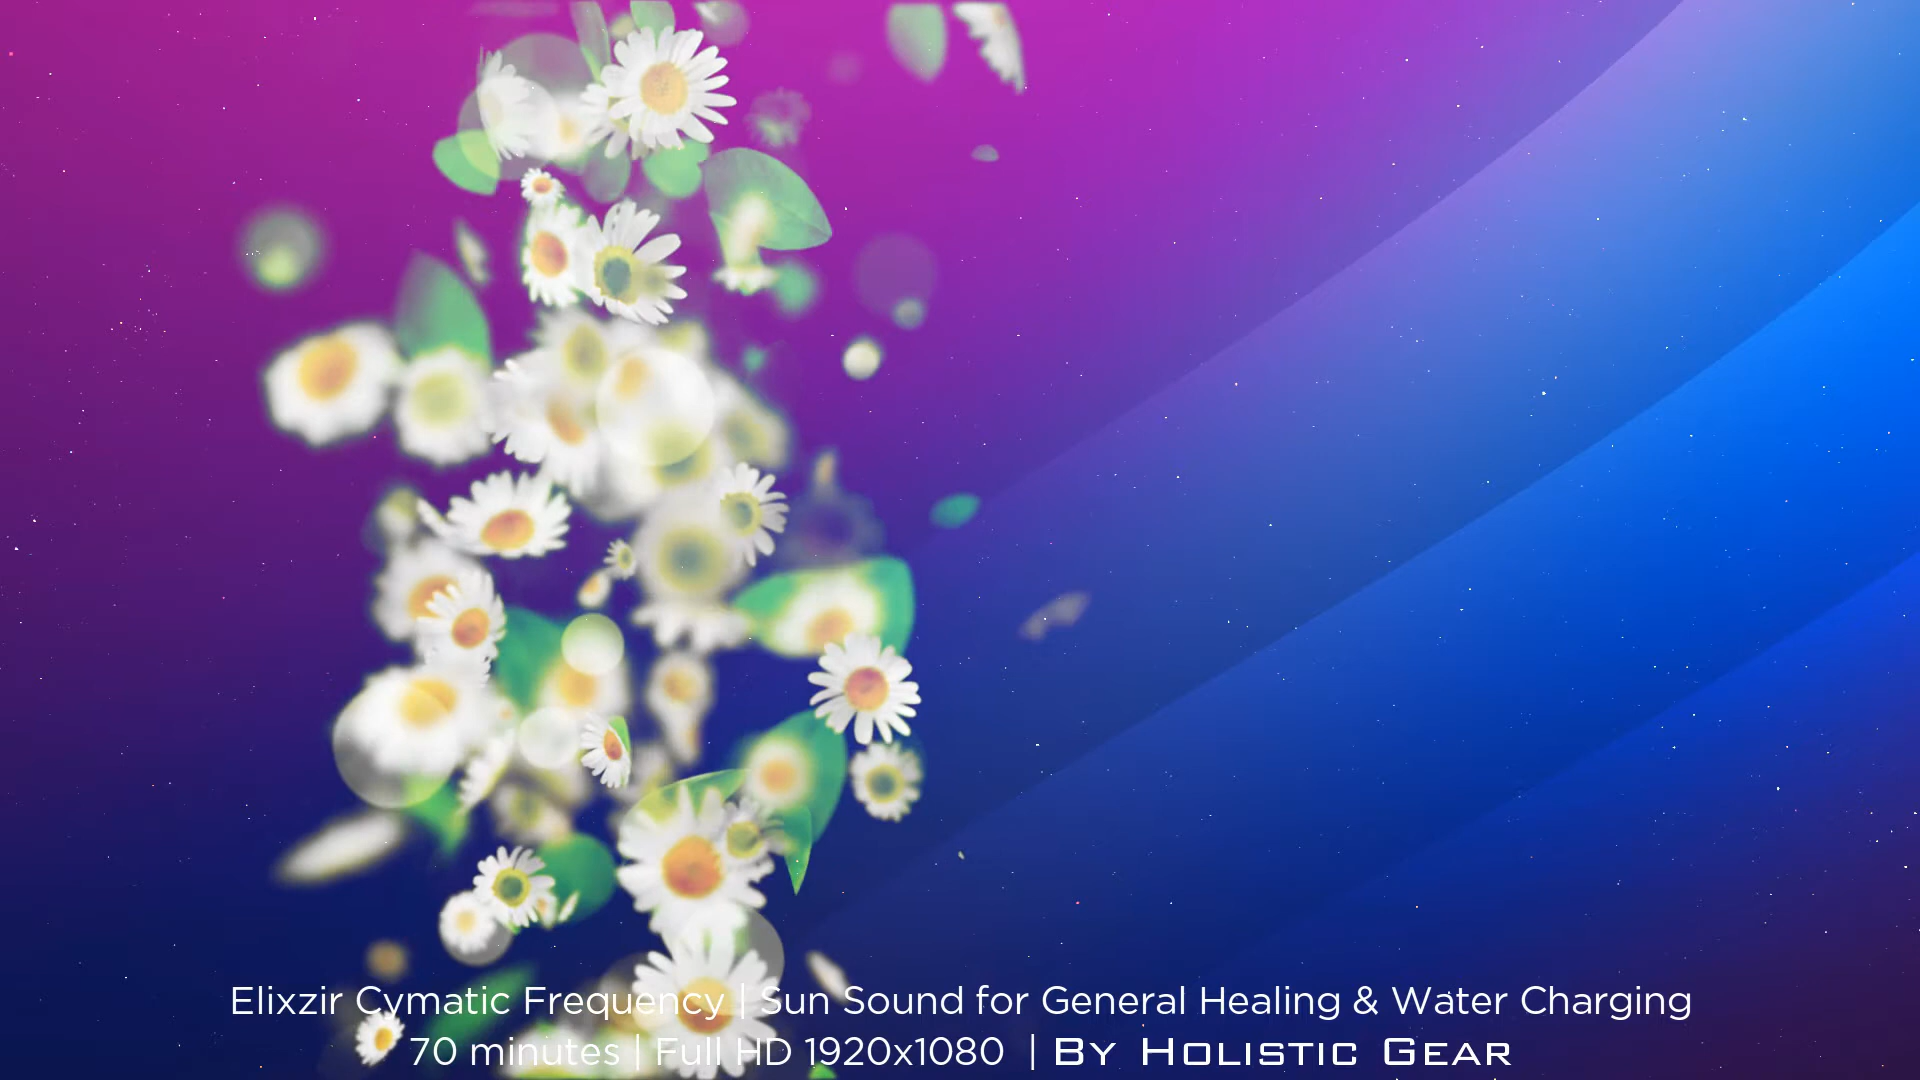 Elixzir Cymatic Frequency | Sun Sound for General Healing & Water Charging
70 minutes | Full HD 1920x1080 | By Holistic Gear